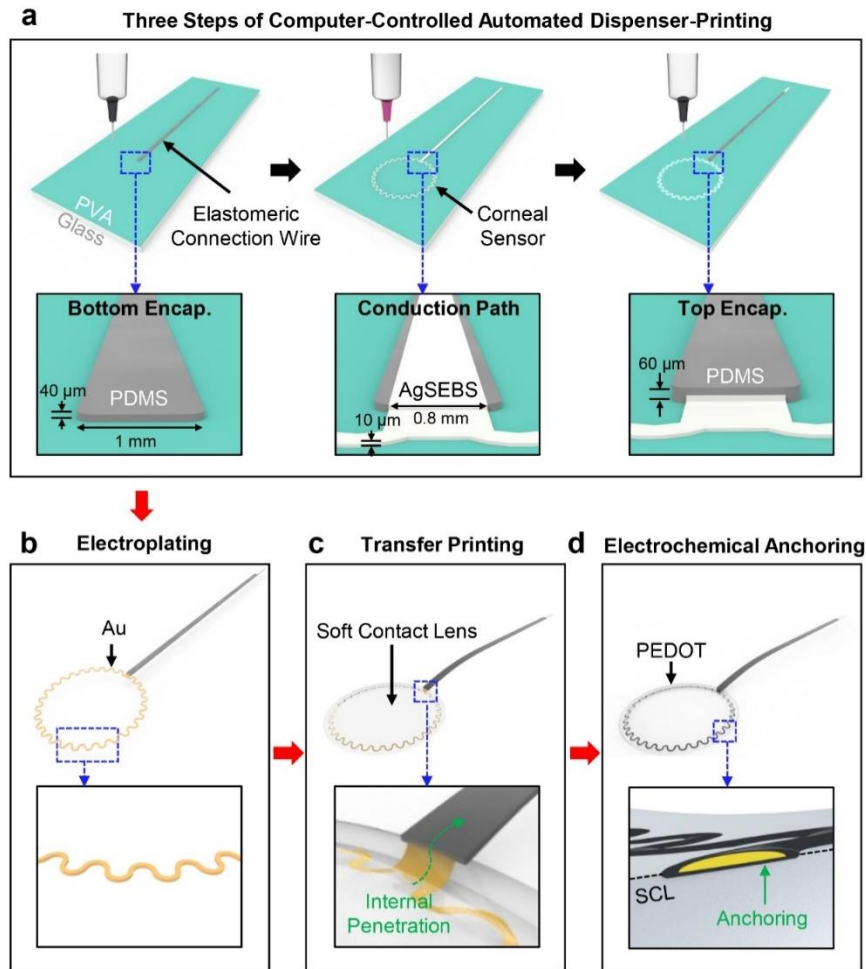 a
Three Steps of Computer-Controlled Automated Dispenser-Printing
PVA
Glass
Elastomeric
Connection Wire
Corneal
Sensor
Bottom Encap.
40 µm
PDMS
1 mm
Conduction Path
AgSEBS
10 µm
0.8 mm
Top Encap.
60 µm
PDMS
b
Electroplating
Au
c
Transfer Printing
Soft Contact Lens
Internal
Penetration
d
Electrochemical Anchoring
PEDOT
SCL
Anchoring